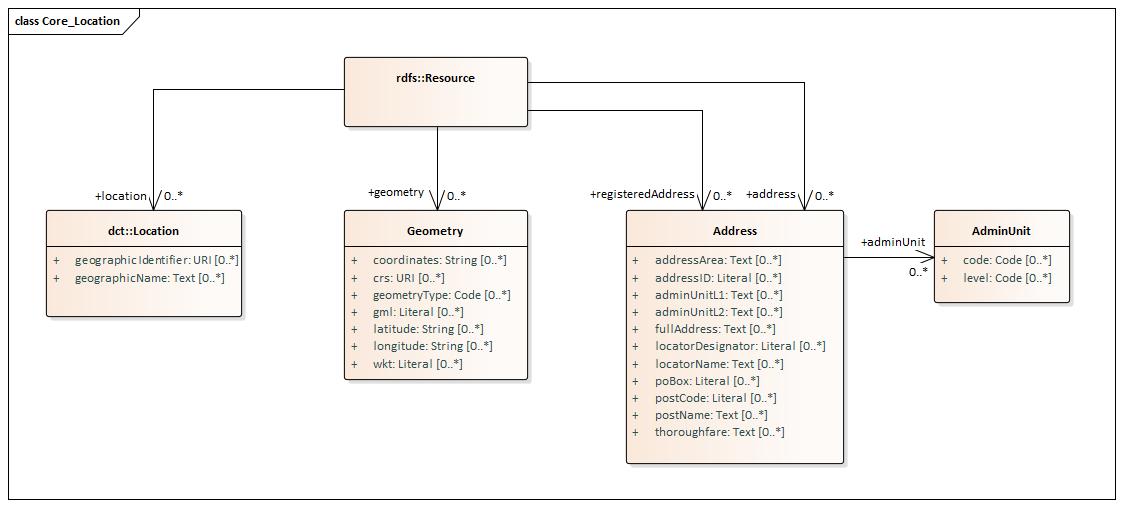 class Core_Location
rdfs::Resource
+location
0..*
+geometry
0..*
+registeredAddress
0..*
+address
0..*
dct::Location
+ geographicIdentifier: URI [0..*]
+ geographicName: Text [0..*]
Geometry
+ coordinates: String [0..*]
+ crs: URI [0..*]
+ geometryType: Code [0..*]
+ gml: Literal [0..*]
+ latitude: String [0..*]
+ longitude: String [0..*]
+ wkt: Literal [0..*]
Address
+ addressArea: Text [0..*]
+ addressID: Literal [0..*]
+ adminUnitL1: Text [0..*]
+ adminUnitL2: Text [0..*]
+ fullAddress: Text [0..*]
+ locatorDesignator: Literal [0..*]
+ locatorName: Text [0..*]
+ poBox: Literal [0..*]
+ postCode: Literal [0..*]
+ postName: Text [0..*]
+ thoroughfare: Text [0..*]
+adminUnit
0..*
AdminUnit
+ code: Code [0..*]
+ level: Code [0..*]